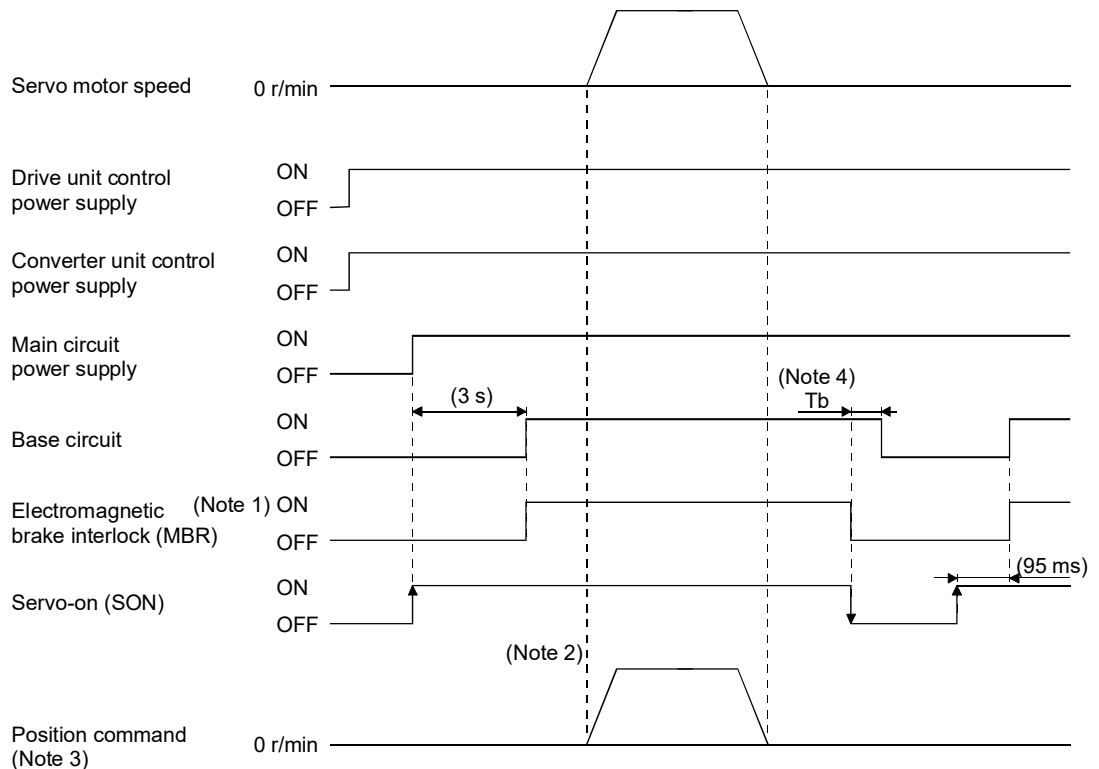 Servo motor speed 0 r/min
Drive unit control
power supply
ON
OFF
Converter unit control
power supply
ON
OFF
Main circuit
power supply
ON
OFF
(3 s)
(Note 4)
Tb
Base circuit
ON
OFF
Electromagnetic
brake interlock (MBR)
(Note 1) ON
OFF
(95 ms)
Servo-on (SON)
ON
OFF
(Note 2)
Position command
(Note 3)
0 r/min